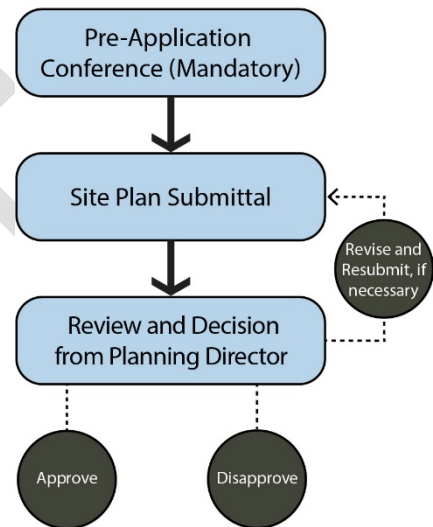 Pre-Application
Conference (Mandatory)
Site Plan Submittal
Revise and
Resubmit, if
necessary
Review and Decision
from Planning Director
Approve
Disapprove